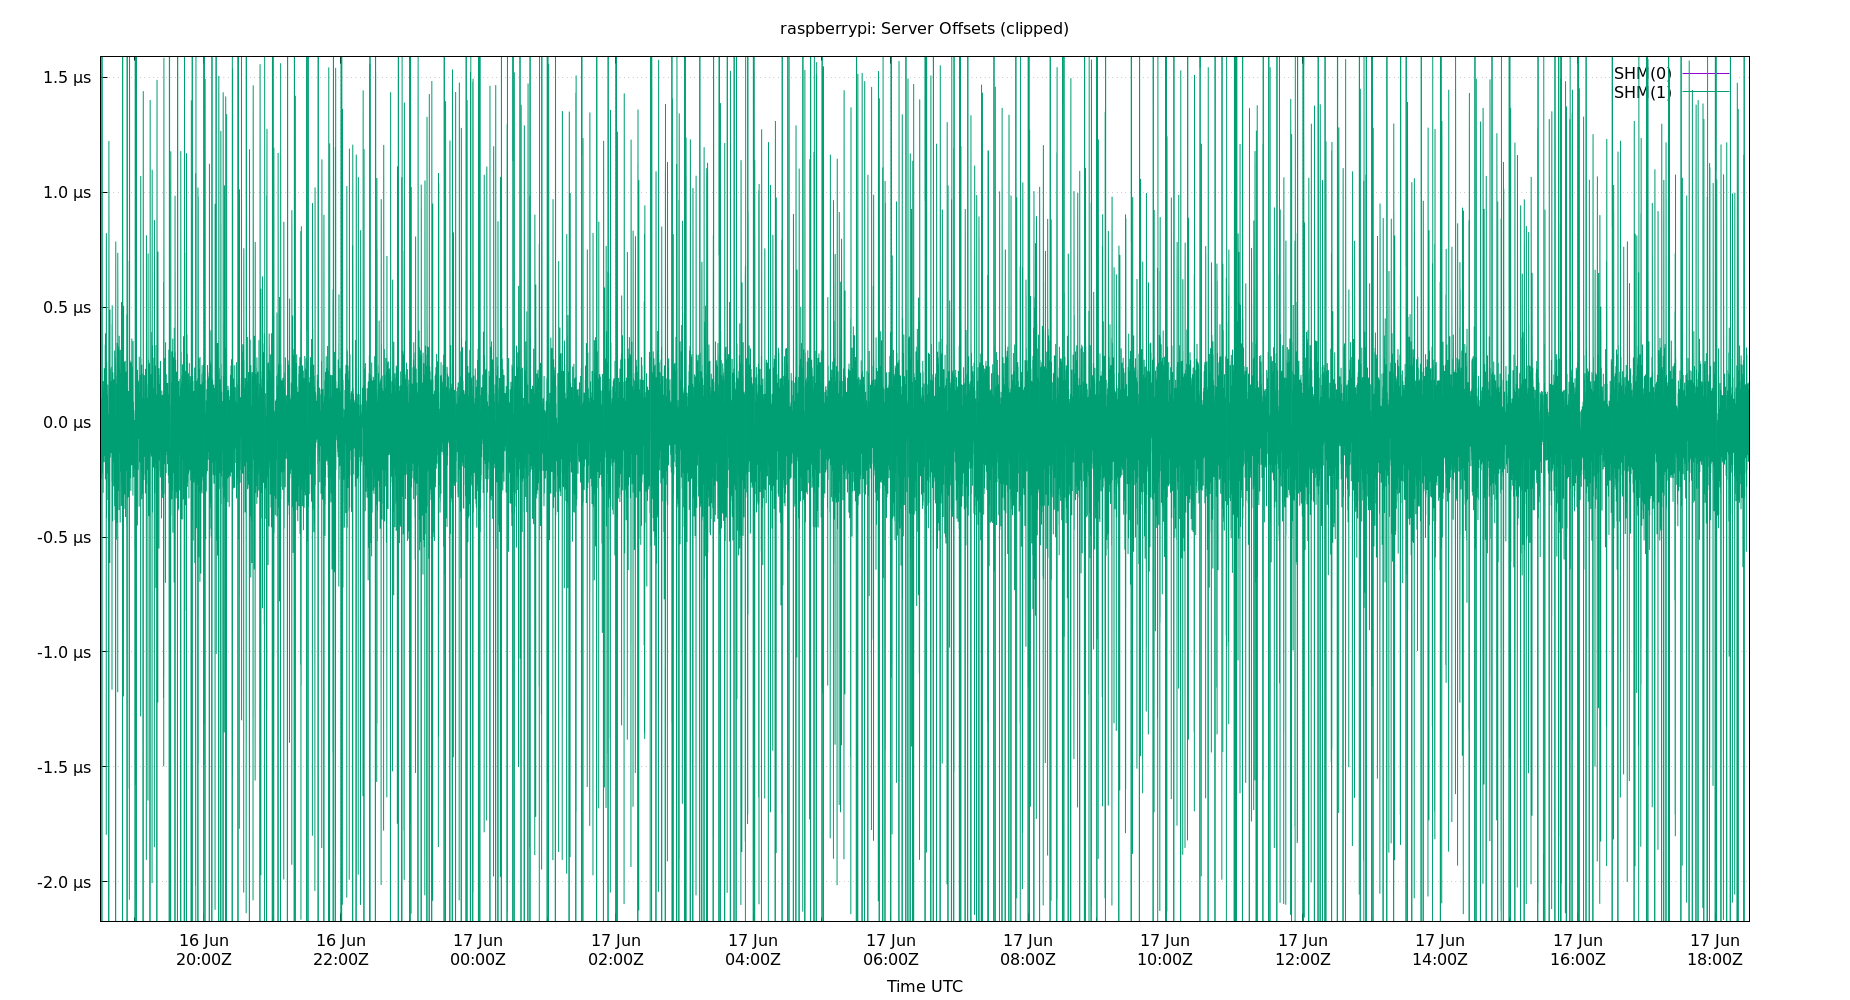 raspberrypi: Server Offsets (clipped)
SHM(0)
SHM(1)
1.5 µs
1.0 µs
0.5 µs
0.0 µs
-0.5 µs
-1.0 µs
-1.5 µs
-2.0 µs
16 Jun 16 Jun 17 Jun 17 Jun 17 Jun 17 Jun 17 Jun 17 Jun 17 Jun 17 Jun 17 Jun 17 Jun
20:00Z 22:00Z 00:00Z 02:00Z 04:00Z 06:00Z 08:00Z 10:00Z 12:00Z 14:00Z 16:00Z 18:00Z
Time UTC